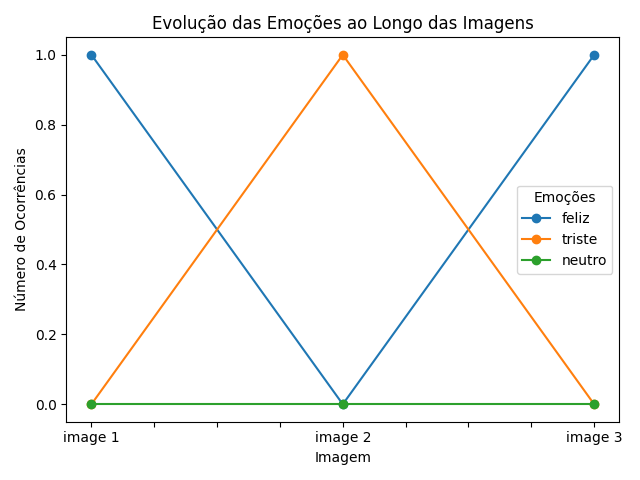 Evolução das Emoções ao Longo das Imagens
Número de Ocorrências
1.0
0.8
0.6
0.4
0.2
0.0
Emoções
feliz
triste
neutro
image 1
image 2
image 3
Imagem